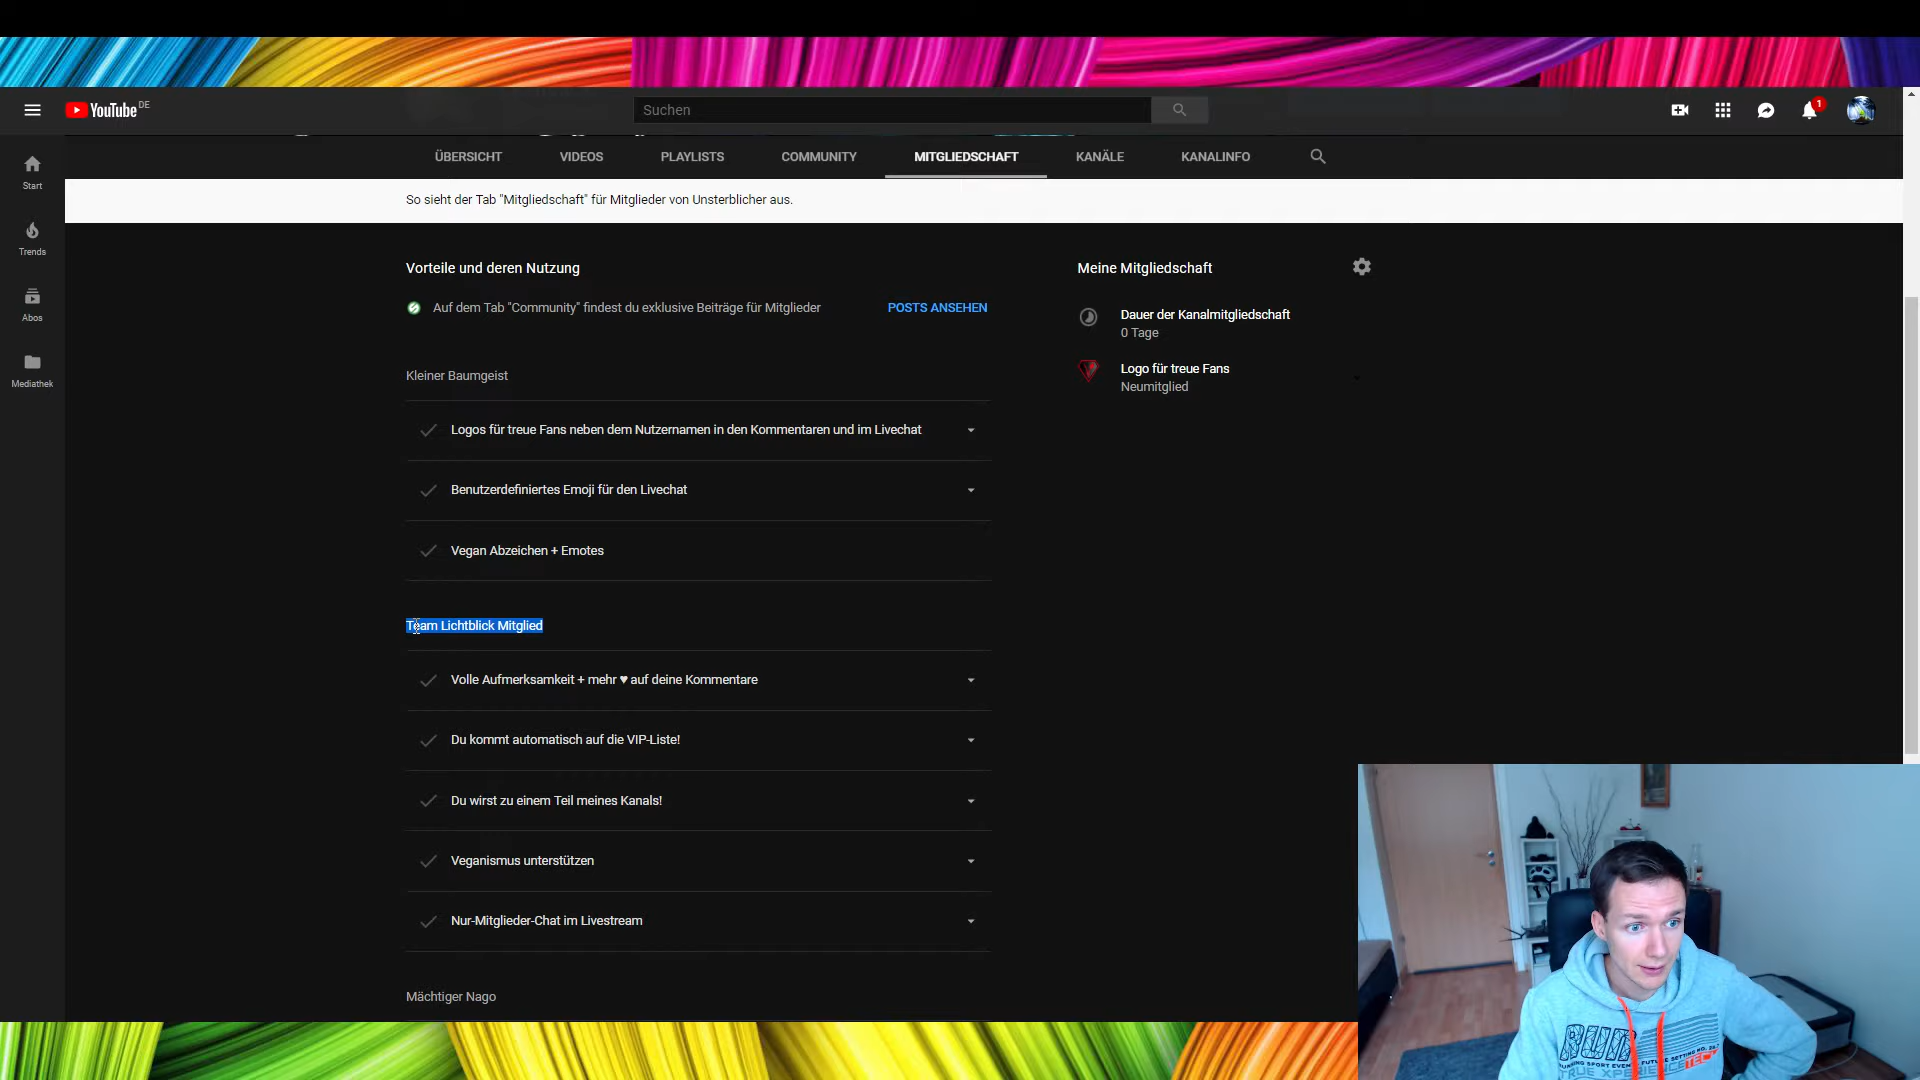 YouTube DE
Suchen
1
ÜBERSICHT
VIDEOS
PLAYLISTS
COMMUNITY
MITGLIEDSCHAFT
KANÄLE
KANALINFO
Start
Trends
Abos
Mediathek
So sieht der Tab "Mitgliedschaft" für Mitglieder von Unsterblicher aus.
Vorteile und deren Nutzung
Auf dem Tab "Community" findest du exklusive Beiträge für Mitglieder
POSTS ANSEHEN
Kleiner Baumgeist
Logos für treue Fans neben dem Nutzernamen in den Kommentaren und im Livechat
Benutzerdefiniertes Emoji für den Livechat
Vegan Abzeichen + Emotes
Team Lichtblick Mitglied
Volle Aufmerksamkeit + mehr ♥ auf deine Kommentare
Du kommt automatisch auf die VIP-Liste!
Du wirst zu einem Teil meines Kanals!
Veganismus unterstützen
Nur-Mitglieder-Chat im Livestream
Mächtiger Nago
Meine Mitgliedschaft
Dauer der Kanalmitgliedschaft
0 Tage
Logo für treue Fans
Neumitglied
RUN
TRUE XPERIENCE
TECH